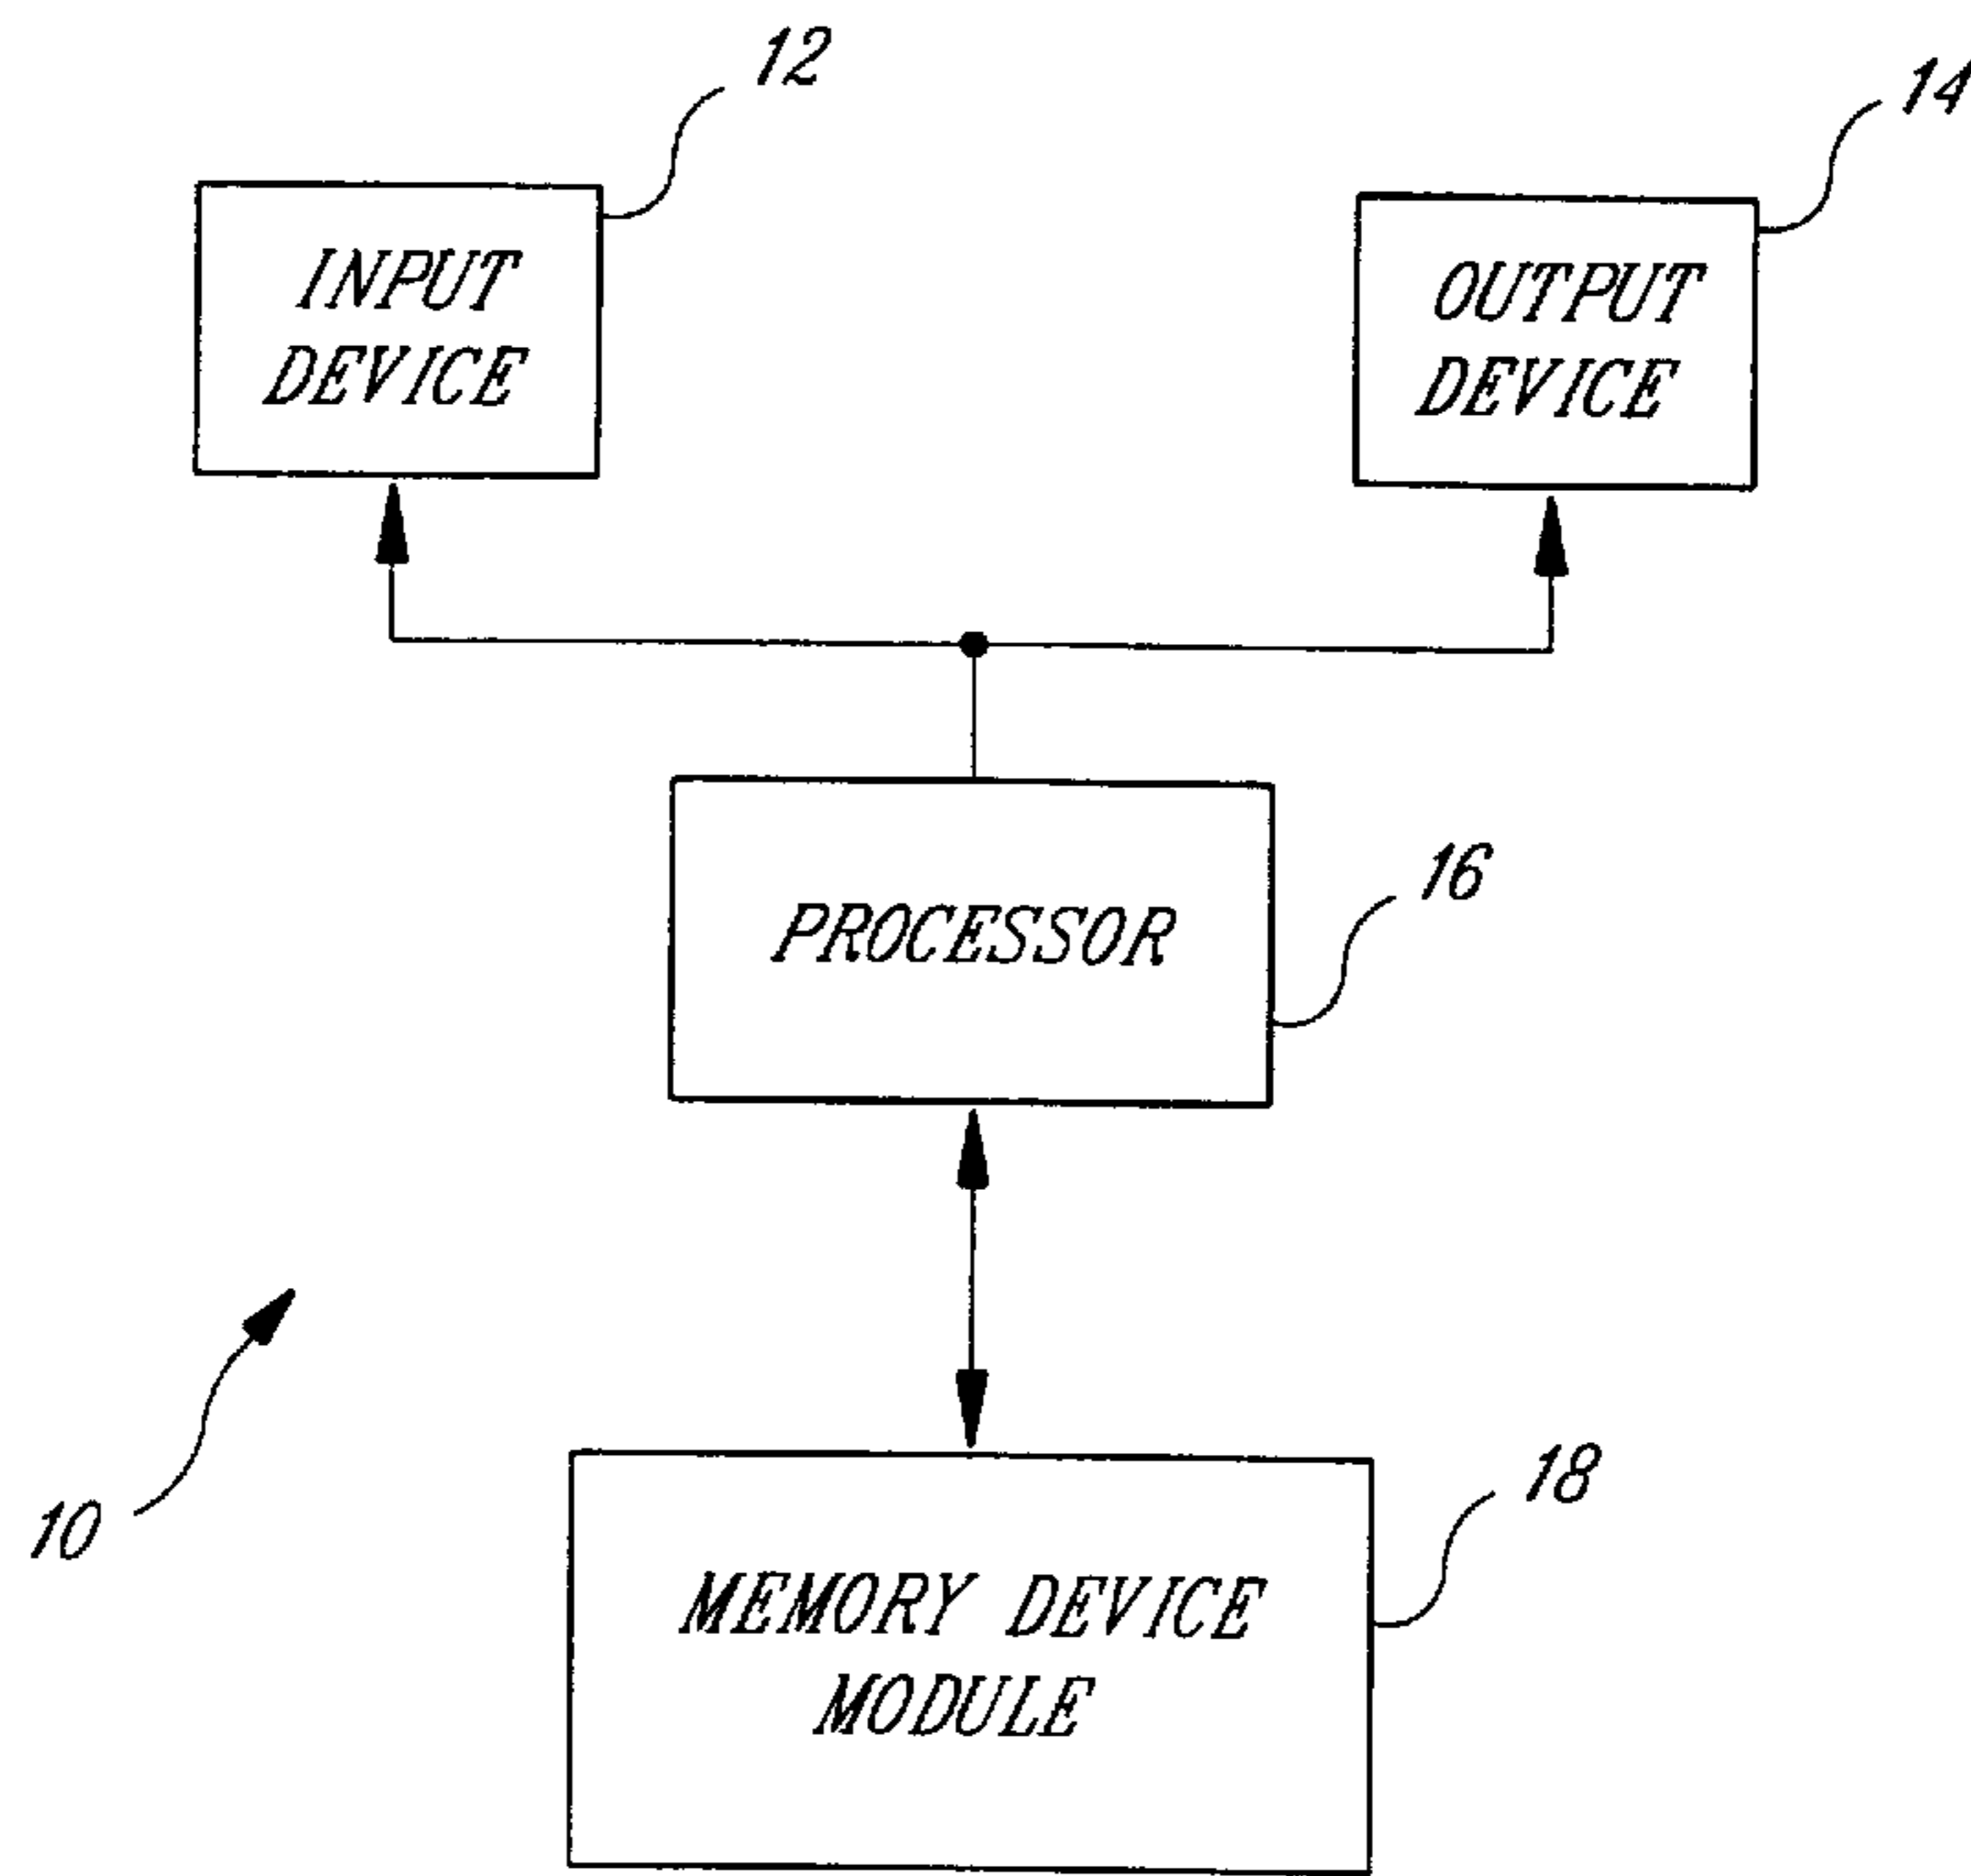 12
14
INPUT
DEVICE
OUTPUT
DEVICE
16
PROCESSOR
10
18
MEMORY DEVICE
MODULE